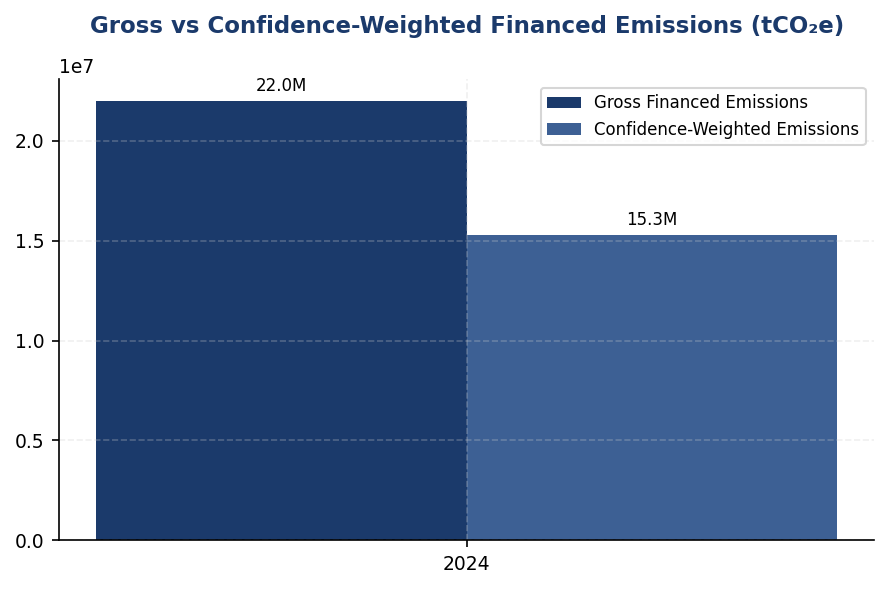 Gross vs Confidence-Weighted Financed Emissions (tCO₂e)
1e7
22.0M
Gross Financed Emissions
Confidence-Weighted Emissions
2.0
15.3M
1.5
1.0
0.5
0.0
2024